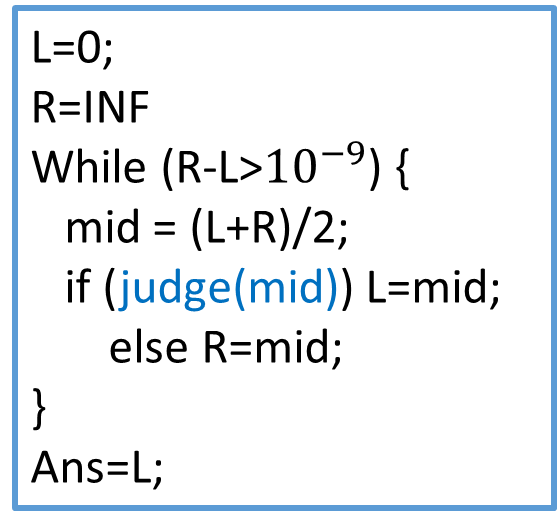 L=0;
R=INF
While (R-L>10⁻⁹) {
mid = (L+R)/2;
if (judge(mid)) L=mid;
else R=mid;
}
Ans=L;